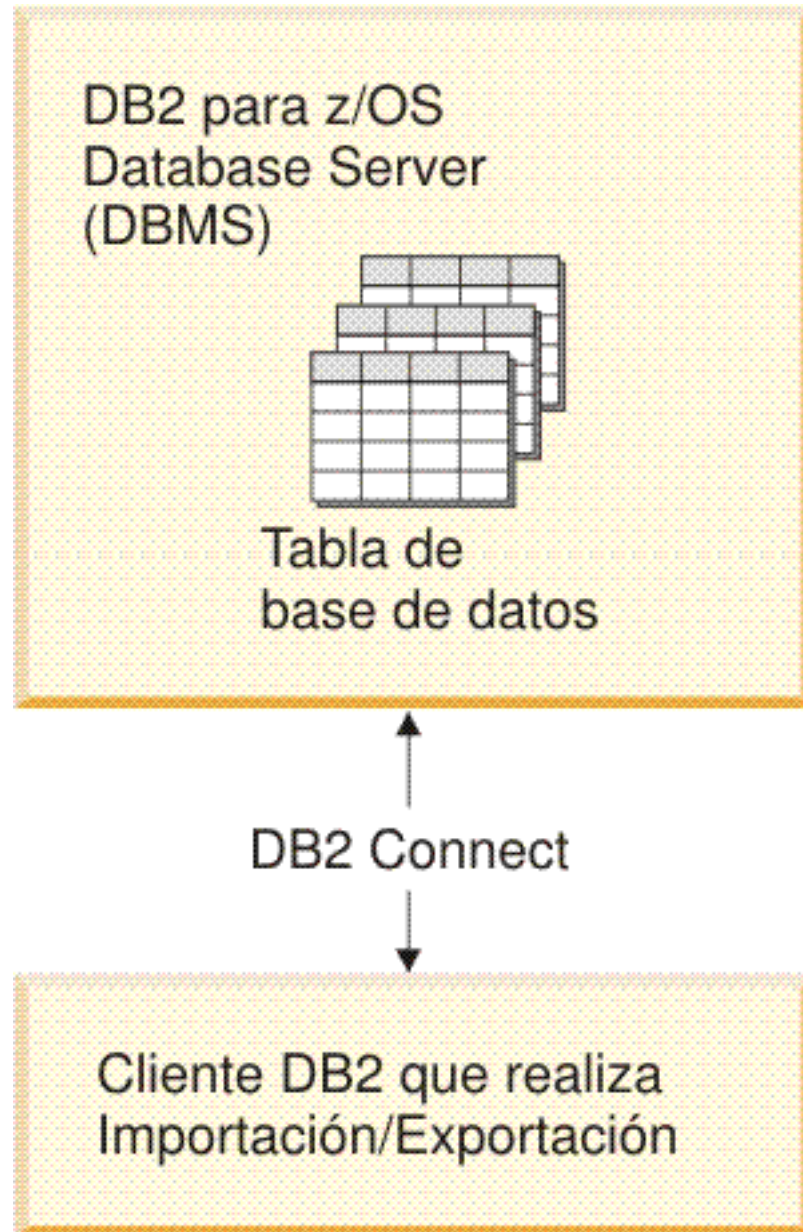 DB2 para z/OS
Database Server
(DBMS)
Tabla de
base de datos
DB2 Connect
Cliente DB2 que realiza
Importación/Exportación